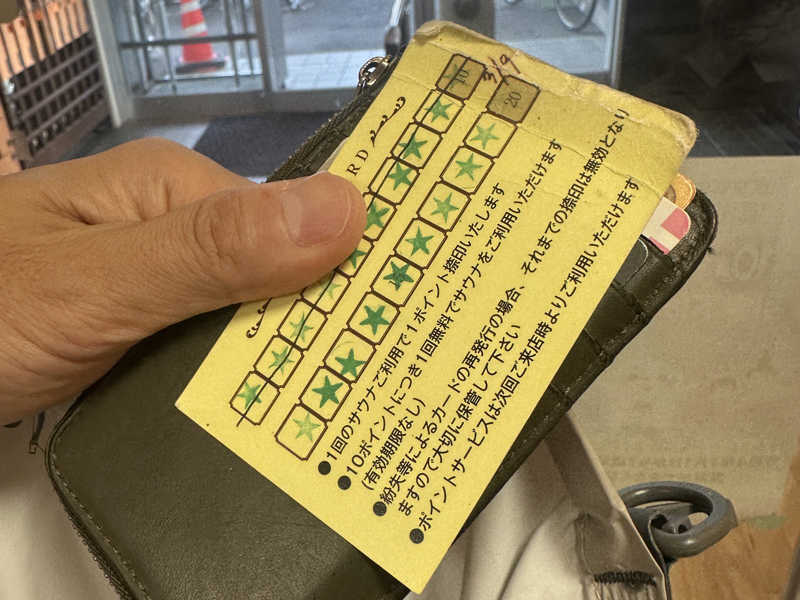 RD
10
3/9
20
●1回のサウナご利用で1ポイント捺印いたします
●10ポイントにつき1回無料でサウナをご利用いただけます
(有効期限なし)
●紛失等によるカードの再発行の場合、それまでの捺印は無効となり
ますので大切に保管して下さい
●ポイントサービスは次回ご来店時よりご利用いただけます